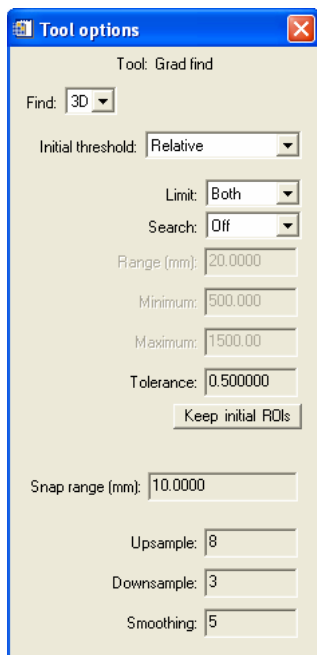 Tool options
Tool: Grad find
Find: 3D
Initial threshold: Relative
Limit: Both
Search: Off
Range (mm): 20.0000
Minimum: 500.000
Maximum: 1500.00
Tolerance: 0.500000
Keep initial ROIs
Snap range (mm): 10.0000
Upsample: 8
Downsample: 3
Smoothing: 5